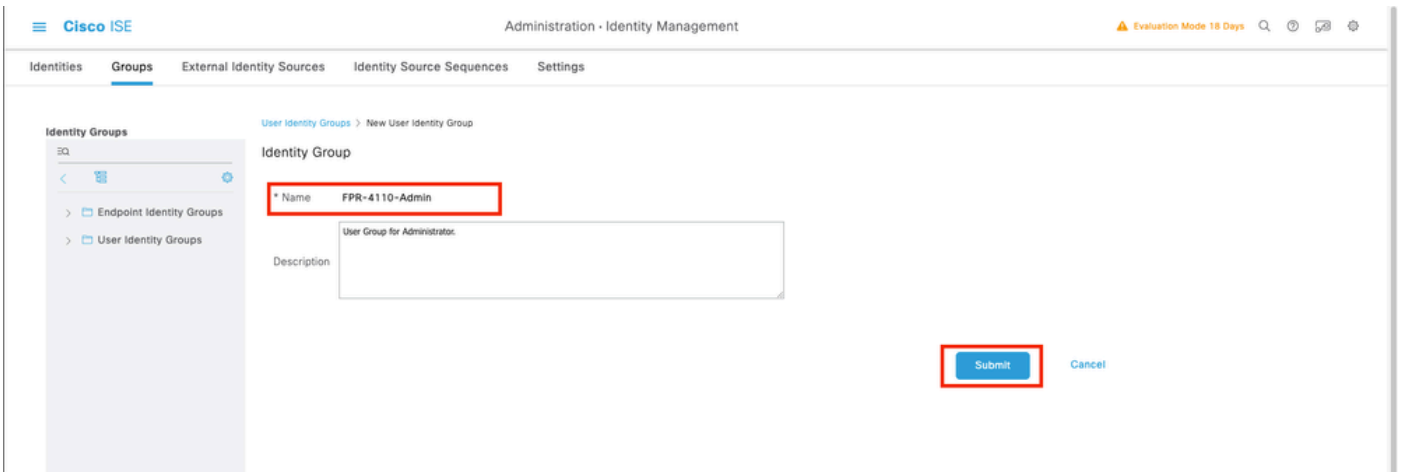 Cisco ISE
Administration · Identity Management
Evaluation Mode 18 Days
Identities Groups External Identity Sources Identity Source Sequences Settings
Identity Groups
User Identity Groups > New User Identity Group
Identity Group
* Name FPR-4110-Admin
Endpoint Identity Groups
User Identity Groups
Description
User Group for Administrator.
Submit
Cancel